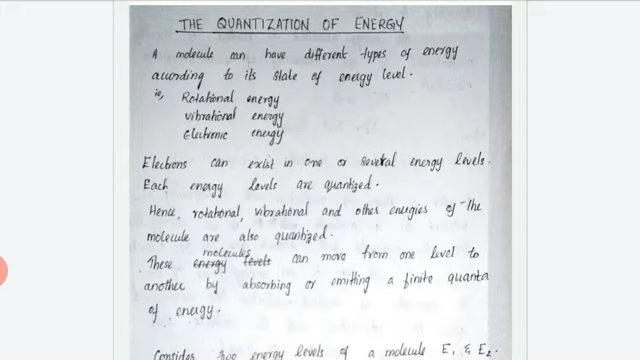 THE QUANTIZATION OF ENERGY
A molecule can have different types of energy
according to its state of energy level.
ie, Rotational energy
vibrational energy
Electronic energy
Electrons can exist in one or several energy levels.
Each energy levels are quantized.
Hence, rotational, vibrational and other energies of the
molecule are also quantized.
molecules
These energy levels can move from one level to
another by absorbing or emitting a finite quanta
of energy.
Consider two energy levels of a molecule E1 & E2